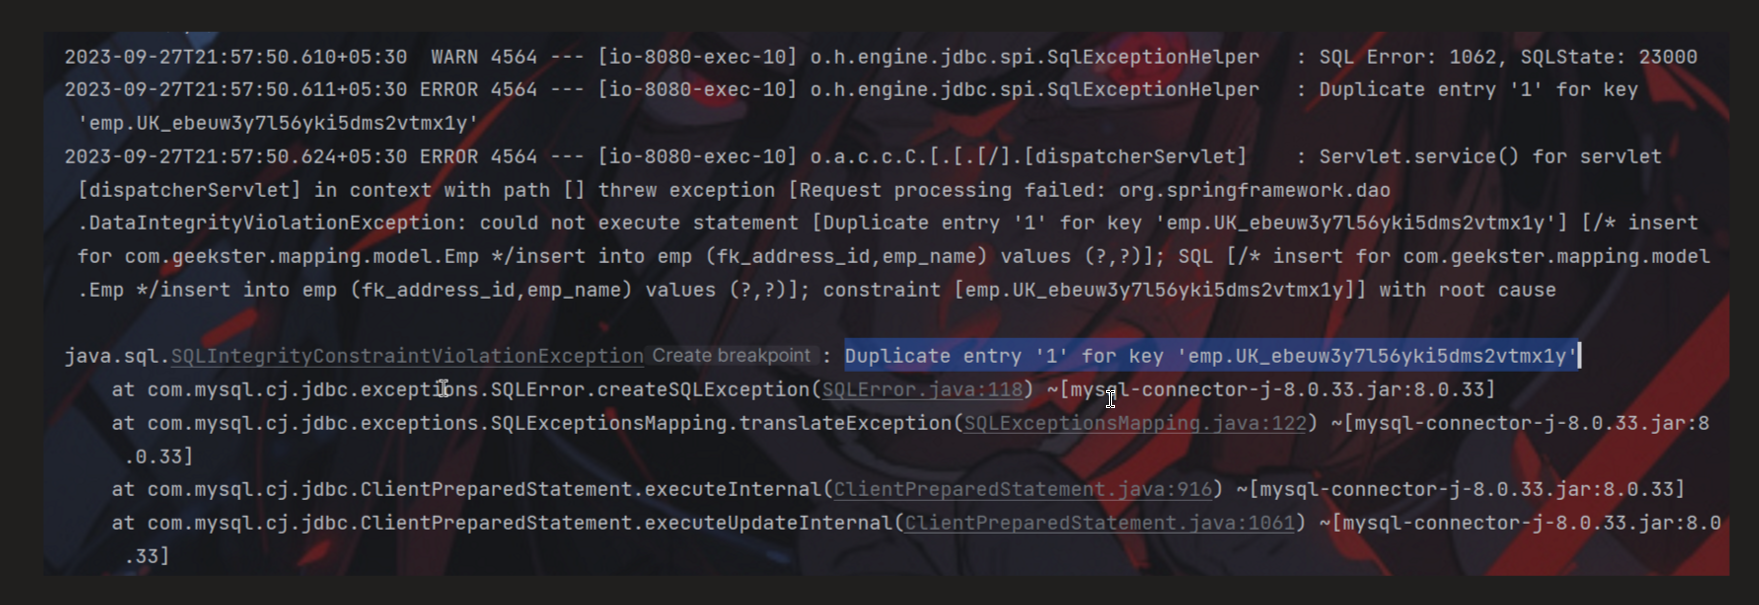 2023-09-27T21:57:50.610+05:30  WARN 4564 --- [io-8080-exec-10] o.h.engine.jdbc.spi.SqlExceptionHelper   : SQL Error: 1062, SQLState: 23000
2023-09-27T21:57:50.611+05:30 ERROR 4564 --- [io-8080-exec-10] o.h.engine.jdbc.spi.SqlExceptionHelper   : Duplicate entry '1' for key
'emp.UK_ebeuw3y7l56yki5dms2vtmx1y'
2023-09-27T21:57:50.624+05:30 ERROR 4564 --- [io-8080-exec-10] o.a.c.c.C.[.[.[/].[dispatcherServlet]    : Servlet.service() for servlet
[dispatcherServlet] in context with path [] threw exception [Request processing failed: org.springframework.dao
.DataIntegrityViolationException: could not execute statement [Duplicate entry '1' for key 'emp.UK_ebeuw3y7l56yki5dms2vtmx1y'] [/* insert
for com.geekster.mapping.model.Emp */insert into emp (fk_address_id,emp_name) values (?,?)]; SQL [/* insert for com.geekster.mapping.model
.Emp */insert into emp (fk_address_id,emp_name) values (?,?)]; constraint [emp.UK_ebeuw3y7l56yki5dms2vtmx1y]] with root cause
java.sql.SQLIntegrityConstraintViolationException Create breakpoint : Duplicate entry '1' for key 'emp.UK_ebeuw3y7l56yki5dms2vtmx1y'
at com.mysql.cj.jdbc.exceptions.SQLError.createSQLException(SQLError.java:118) ~[mysql-connector-j-8.0.33.jar:8.0.33]
at com.mysql.cj.jdbc.exceptions.SQLExceptionsMapping.translateException(SQLExceptionsMapping.java:122) ~[mysql-connector-j-8.0.33.jar:8
.0.33]
at com.mysql.cj.jdbc.ClientPreparedStatement.executeInternal(ClientPreparedStatement.java:916) ~[mysql-connector-j-8.0.33.jar:8.0.33]
at com.mysql.cj.jdbc.ClientPreparedStatement.executeUpdateInternal(ClientPreparedStatement.java:1061) ~[mysql-connector-j-8.0.33.jar:8.0
.33]